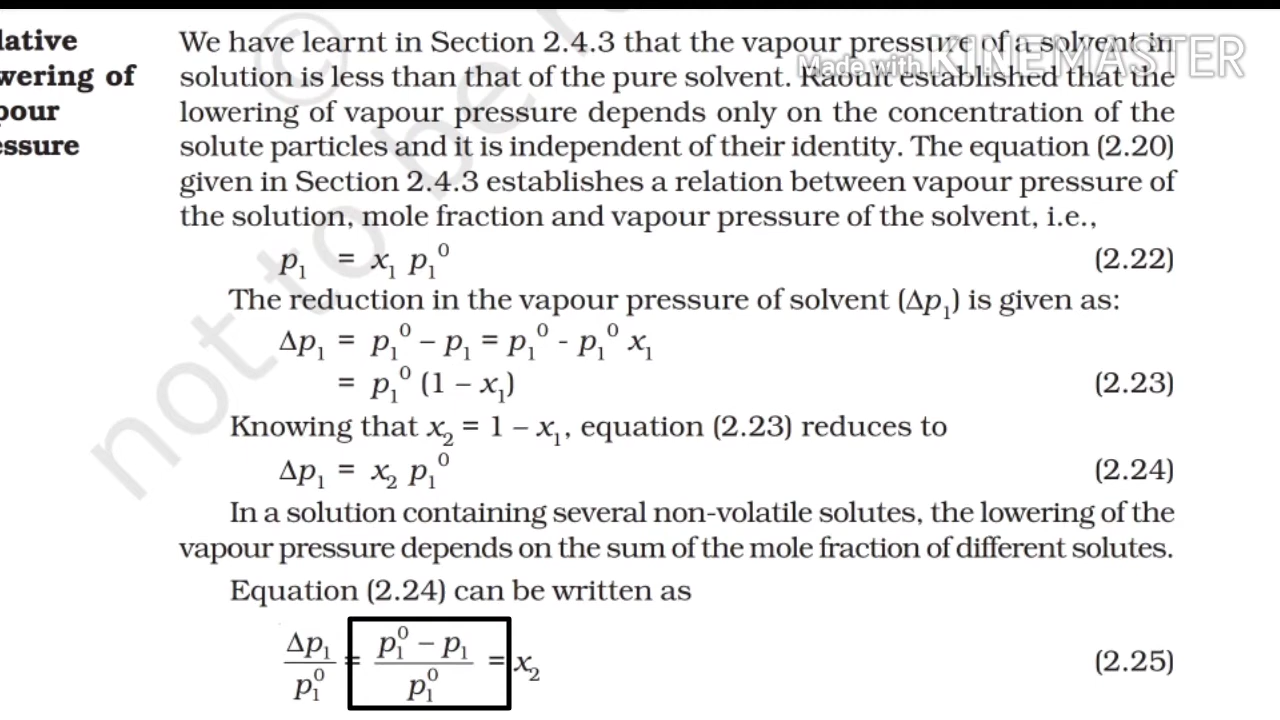 lative
wering of
pour
essure
Made with KINEMASTER
We have learnt in Section 2.4.3 that the vapour pressure of a solvent in
solution is less than that of the pure solvent. Raoult established that the
lowering of vapour pressure depends only on the concentration of the
solute particles and it is independent of their identity. The equation (2.20)
given in Section 2.4.3 establishes a relation between vapour pressure of
the solution, mole fraction and vapour pressure of the solvent, i.e.,
p₁ = x₁ p₁⁰ (2.22)
The reduction in the vapour pressure of solvent (Δp₁) is given as:
Δp₁ = p₁⁰ – p₁ = p₁⁰ - p₁⁰ x₁
= p₁⁰ (1 – x₁) (2.23)
Knowing that x₂ = 1 – x₁, equation (2.23) reduces to
Δp₁ = x₂ p₁⁰ (2.24)
In a solution containing several non-volatile solutes, the lowering of the
vapour pressure depends on the sum of the mole fraction of different solutes.
Equation (2.24) can be written as
Δp₁/p₁⁰ = (p₁⁰ – p₁)/p₁⁰ = x₂ (2.25)
© not to be r